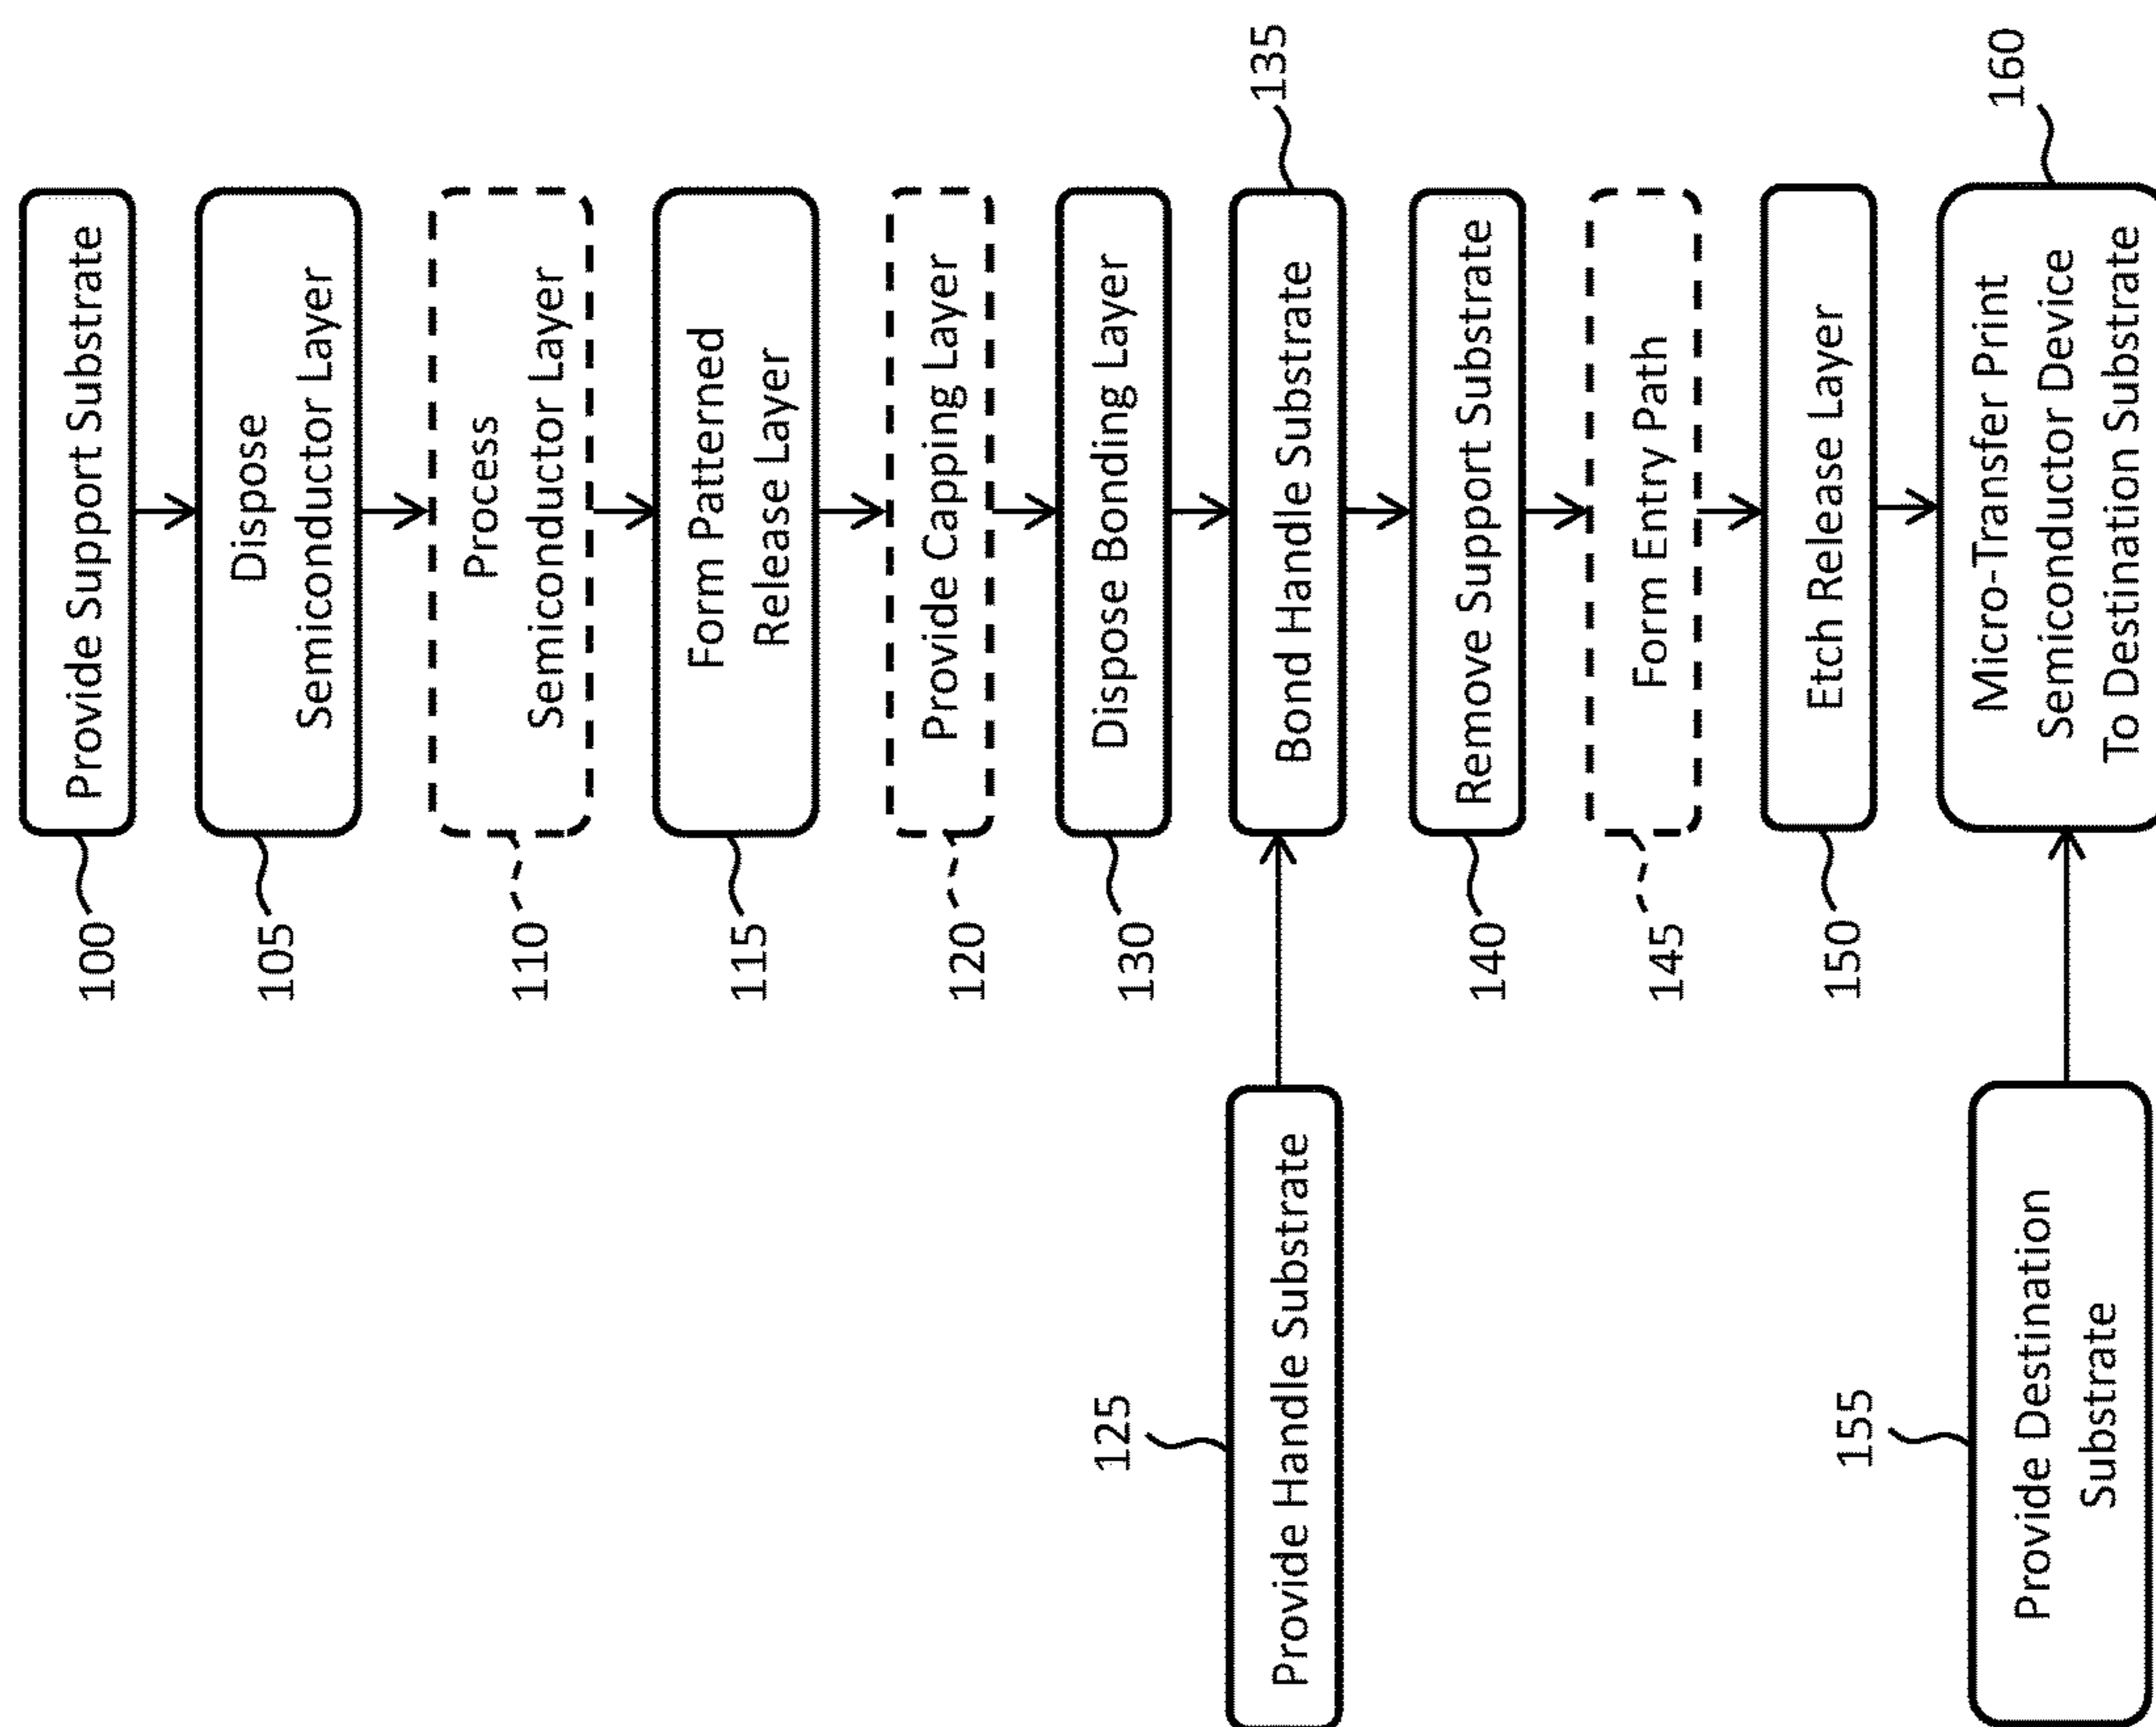 100
Provide Support Substrate
105
Dispose
Semiconductor Layer
110
Process
Semiconductor Layer
115
Form Patterned
Release Layer
120
Provide Capping Layer
130
Dispose Bonding Layer
125
Provide Handle Substrate
135
Bond Handle Substrate
140
Remove Support Substrate
145
Form Entry Path
150
Etch Release Layer
155
Provide Destination
Substrate
160
Micro-Transfer Print
Semiconductor Device
To Destination Substrate